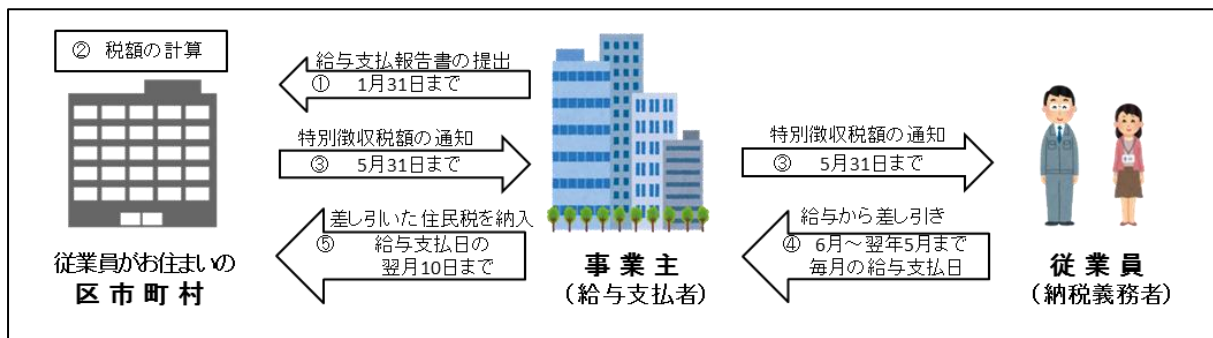 ② 税額の計算
給与支払報告書の提出
① 1月31日まで
特別徴収税額の通知
③ 5月31日まで
差し引いた住民税を納入
⑤ 給与支払日の
翌月10日まで
従業員がお住まいの
区市町村
事業主
(給与支払者)
特別徴収税額の通知
③ 5月31日まで
給与から差し引き
④ 6月～翌年5月まで
毎月の給与支払日
従業員
(納税義務者)